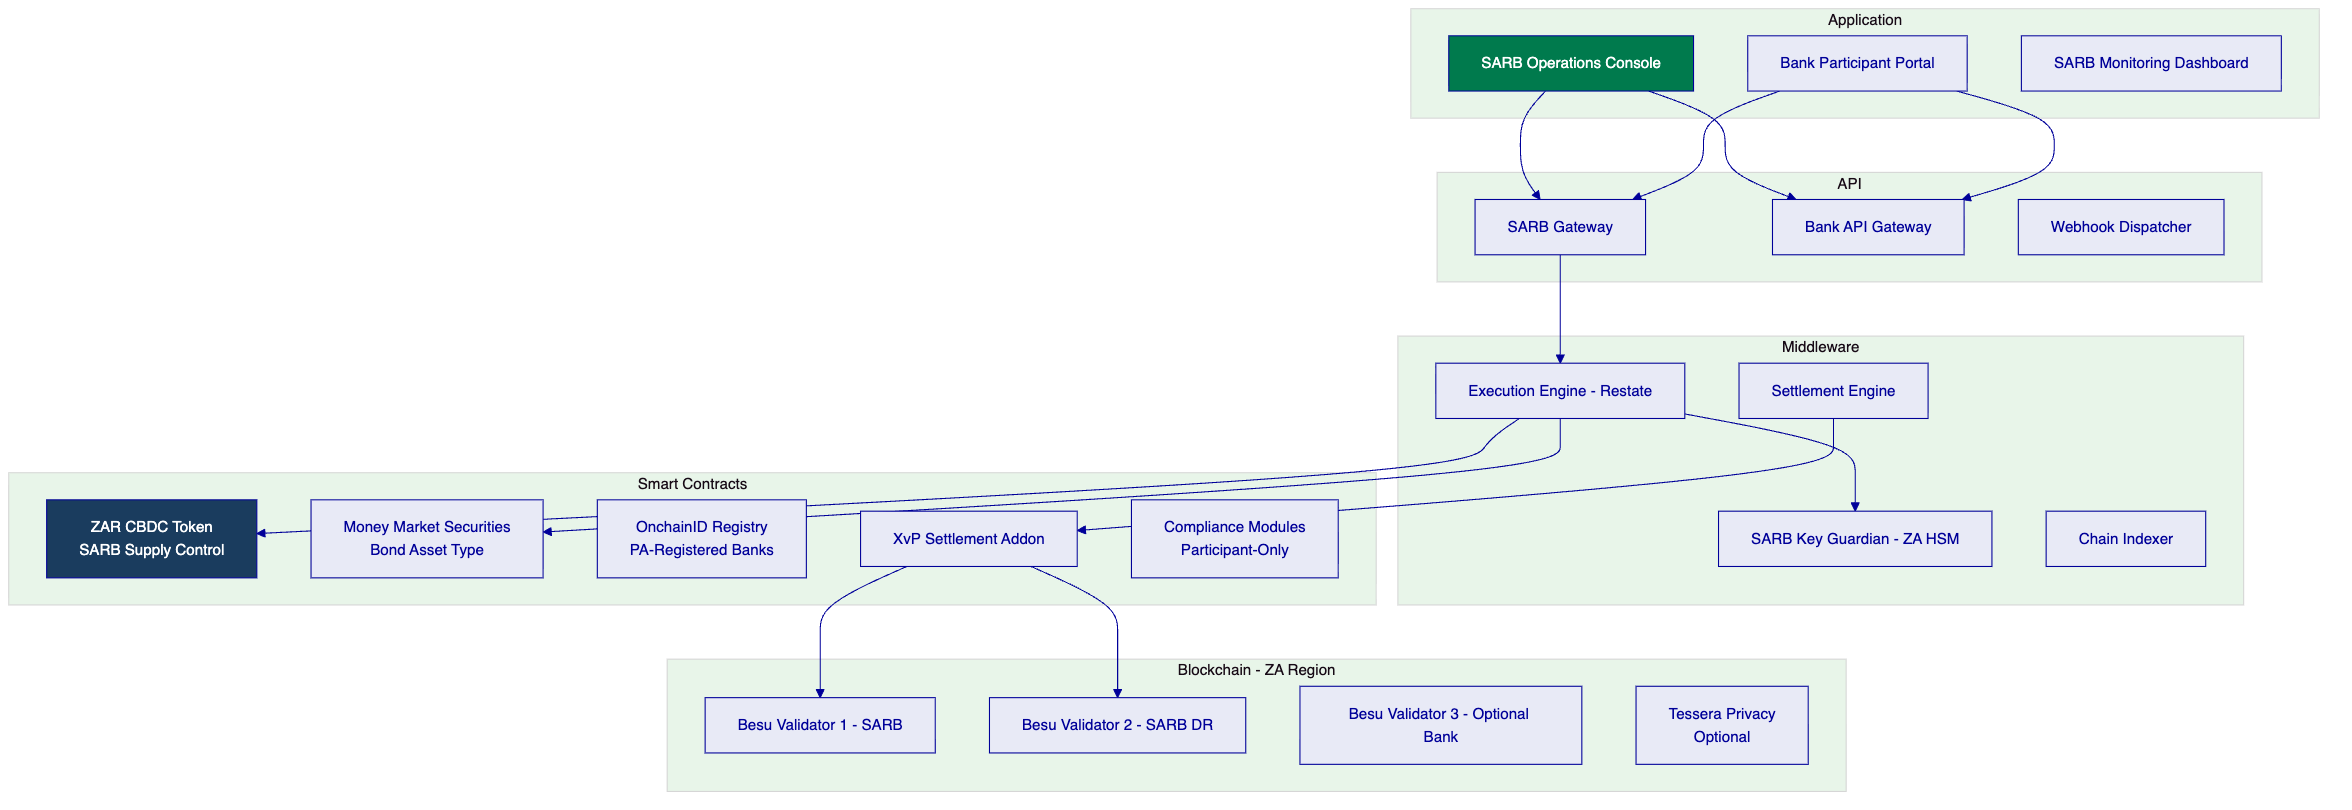 Application
SARB Operations Console
Bank Participant Portal
SARB Monitoring Dashboard
API
SARB Gateway
Bank API Gateway
Webhook Dispatcher
Middleware
Execution Engine - Restate
Settlement Engine
SARB Key Guardian - ZA HSM
Chain Indexer
Smart Contracts
ZAR CBDC Token
SARB Supply Control
Money Market Securities
Bond Asset Type
OnchainID Registry
PA-Registered Banks
XvP Settlement Addon
Compliance Modules
Participant-Only
Blockchain - ZA Region
Besu Validator 1 - SARB
Besu Validator 2 - SARB DR
Besu Validator 3 - Optional
Bank
Tessera Privacy
Optional